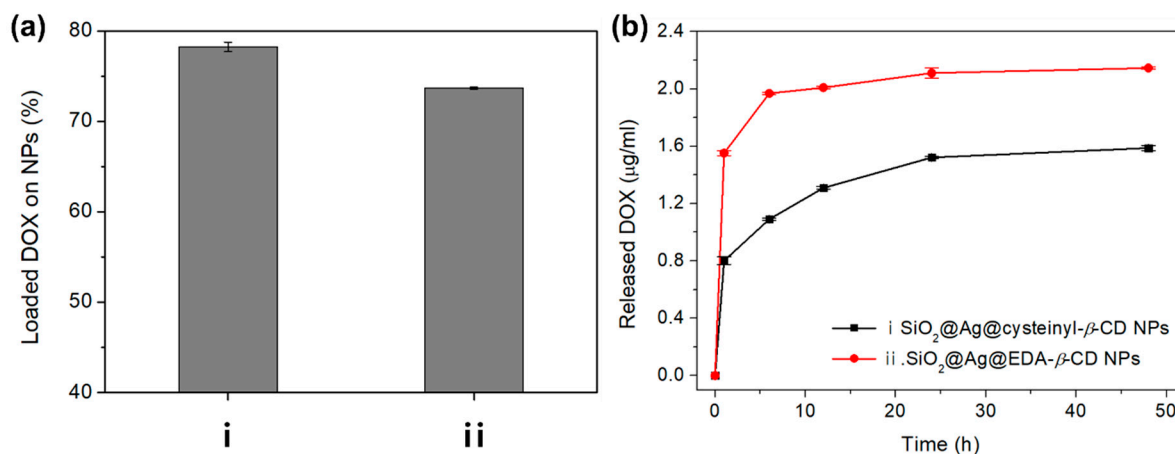 (a)
80
70
60
50
40
Loaded DOX on NPs (%)
i
ii
(b)
2.4
2.0
1.6
1.2
0.8
0.4
0.0
Released DOX (μg/ml)
i SiO₂@Ag@cysteinyl-β-CD NPs
ii .SiO₂@Ag@EDA-β-CD NPs
0
10
20
30
40
50
Time (h)